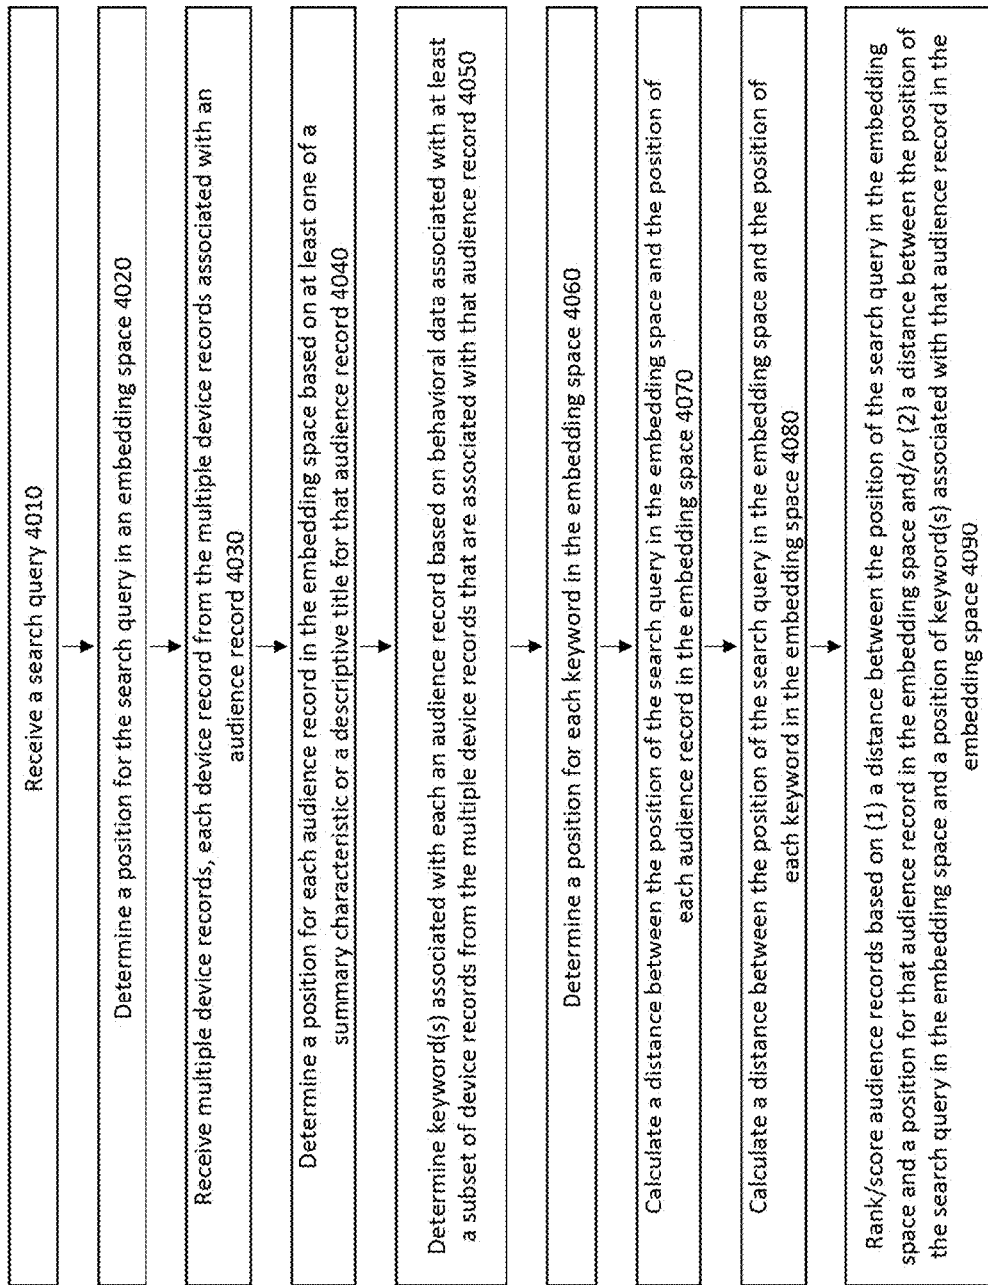 Receive a search query 4010
Determine a position for the search query in an embedding space 4020
Receive multiple device records, each device record from the multiple device records associated with an
audience record 4030
Determine a position for each audience record in the embedding space based on at least one of a
summary characteristic or a descriptive title for that audience record 4040
Determine keyword(s) associated with each an audience record based on behavioral data associated with at least
a subset of device records from the multiple device records that are associated with that audience record 4050
Determine a position for each keyword in the embedding space 4060
Calculate a distance between the position of the search query in the embedding space and the position of
each audience record in the embedding space 4070
Calculate a distance between the position of the search query in the embedding space and the position of
each keyword in the embedding space 4080
Rank/score audience records based on (1) a distance between the position of the search query in the embedding
space and a position for that audience record in the embedding space and/or (2) a distance between the position of
the search query in the embedding space and a position of keyword(s) associated with that audience record in the
embedding space 4090